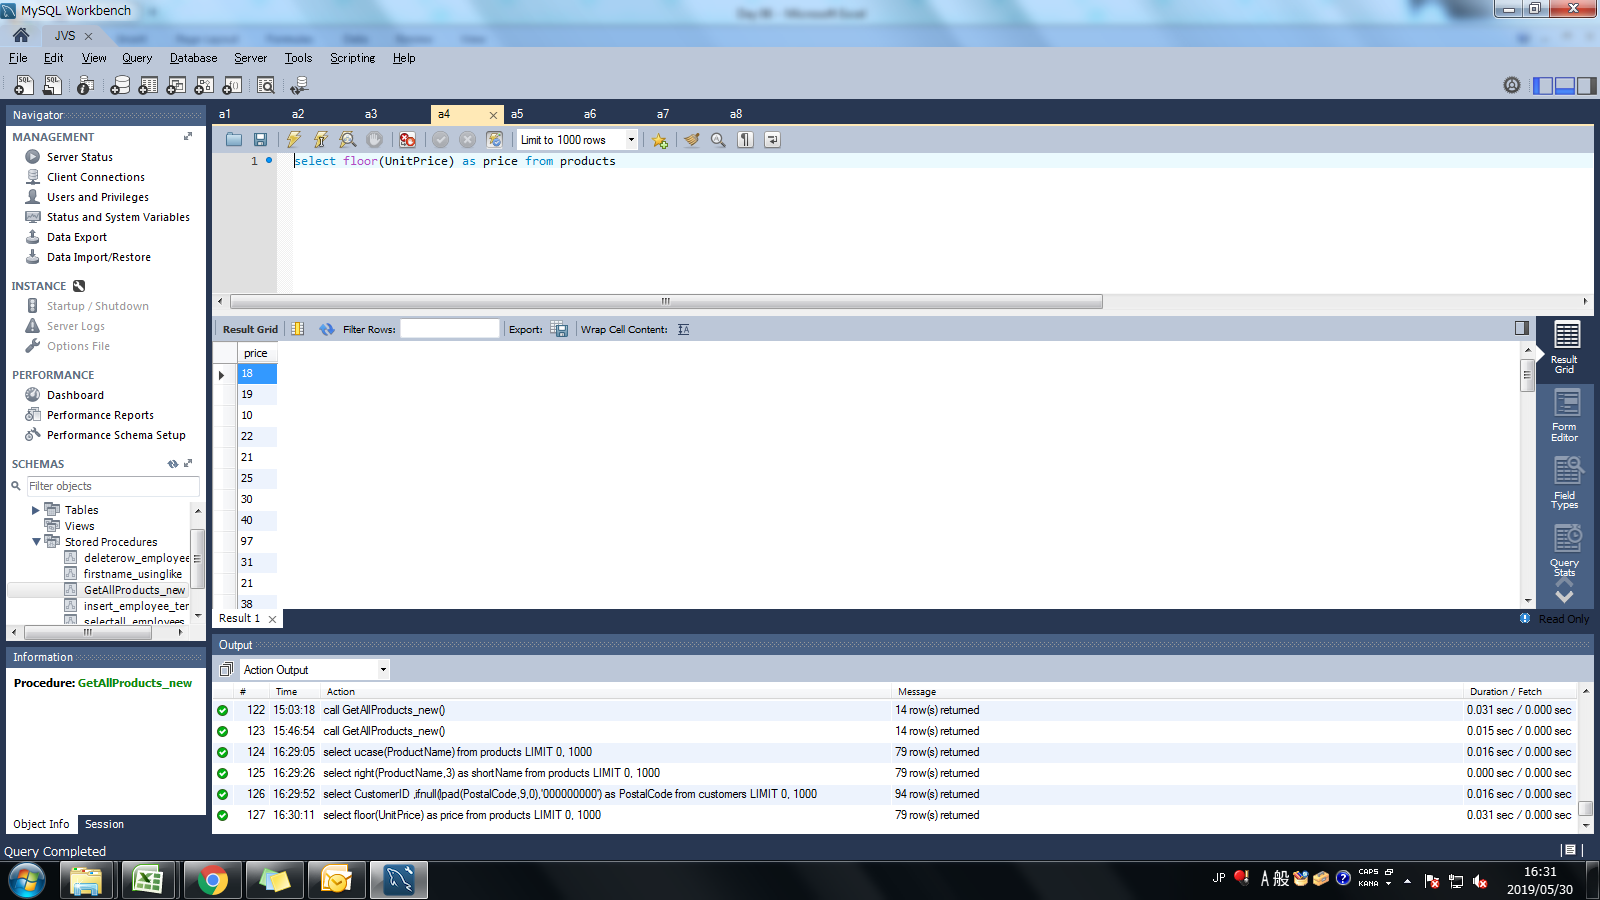 MySQL Workbench
JVS
File Edit View Query Database Server Tools Scripting Help
Navigator
MANAGEMENT
Server Status
Client Connections
Users and Privileges
Status and System Variables
Data Export
Data Import/Restore
INSTANCE
Startup / Shutdown
Server Logs
Options File
PERFORMANCE
Dashboard
Performance Reports
Performance Schema Setup
SCHEMAS
Filter objects
Tables
Views
Stored Procedures
deleterow_employee
firstname_usinglike
GetAllProducts_new
insert_employee_ter
selectall_employees
Information
Procedure: GetAllProducts_new
Object Info Session
a1 a2 a3 a4 a5 a6 a7 a8
Limit to 1000 rows
1 select floor(UnitPrice) as price from products
Result Grid Filter Rows: Export: Wrap Cell Content:
price
18
19
10
22
21
25
30
40
97
31
21
38
Result Grid
Form Editor
Field Types
Query Stats
Result 1
Read Only
Output
Action Output
# Time Action Message Duration / Fetch
122 15:03:18 call GetAllProducts_new() 14 row(s) returned 0.031 sec / 0.000 sec
123 15:46:54 call GetAllProducts_new() 14 row(s) returned 0.015 sec / 0.000 sec
124 16:29:05 select ucase(ProductName) from products LIMIT 0, 1000 79 row(s) returned 0.016 sec / 0.000 sec
125 16:29:26 select right(ProductName,3) as shortName from products LIMIT 0, 1000 79 row(s) returned 0.000 sec / 0.000 sec
126 16:29:52 select CustomerID ,ifnull(lpad(PostalCode,9,0),'000000000') as PostalCode from customers LIMIT 0, 1000 94 row(s) returned 0.016 sec / 0.000 sec
127 16:30:11 select floor(UnitPrice) as price from products LIMIT 0, 1000 79 row(s) returned 0.031 sec / 0.000 sec
Query Completed
JP A 般 CAPS KANA
16:31
2019/05/30